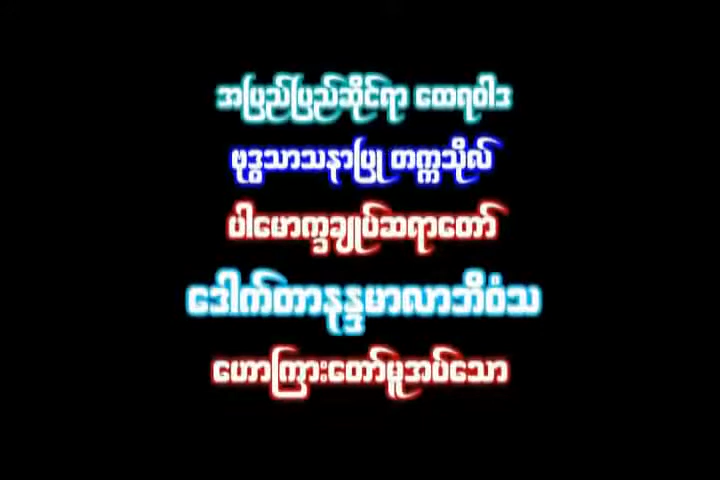 အပြည်ပြည်ဆိုင်ရာ ထေရဝါဒ
ဗုဒ္ဓသာသနာပြု တက္ကသိုလ်
ပါမောက္ခချုပ်ဆရာတော်
ဒေါက်တာနန္ဒမာလာဘိဝံသ
ဟောကြားတော်မူအပ်သော